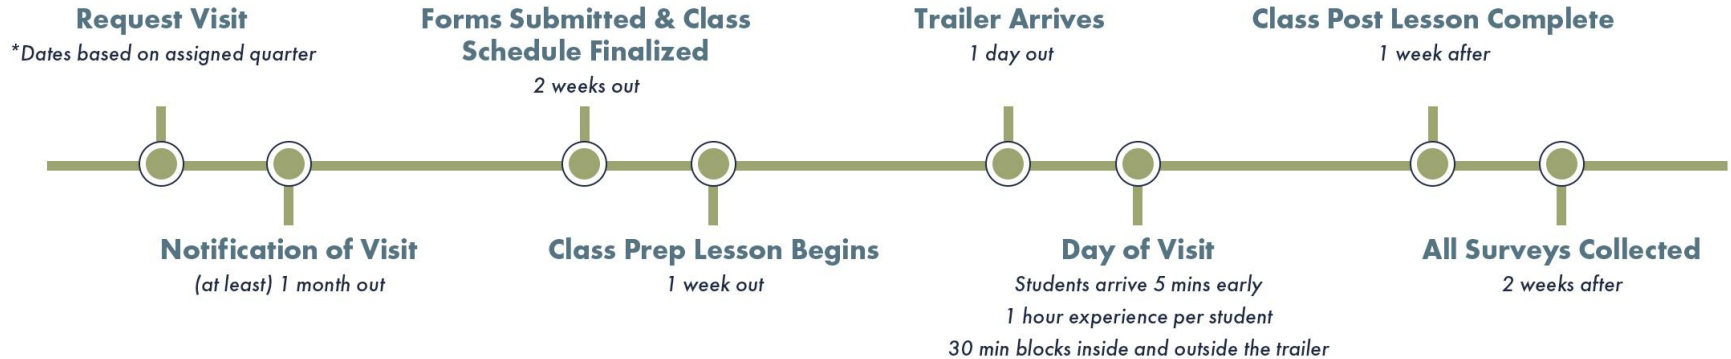 Request Visit
*Dates based on assigned quarter
Notification of Visit
(at least) 1 month out
Forms Submitted & Class
Schedule Finalized
2 weeks out
Class Prep Lesson Begins
1 week out
Trailer Arrives
1 day out
Day of Visit
Students arrive 5 mins early
1 hour experience per student
30 min blocks inside and outside the trailer
Class Post Lesson Complete
1 week after
All Surveys Collected
2 weeks after